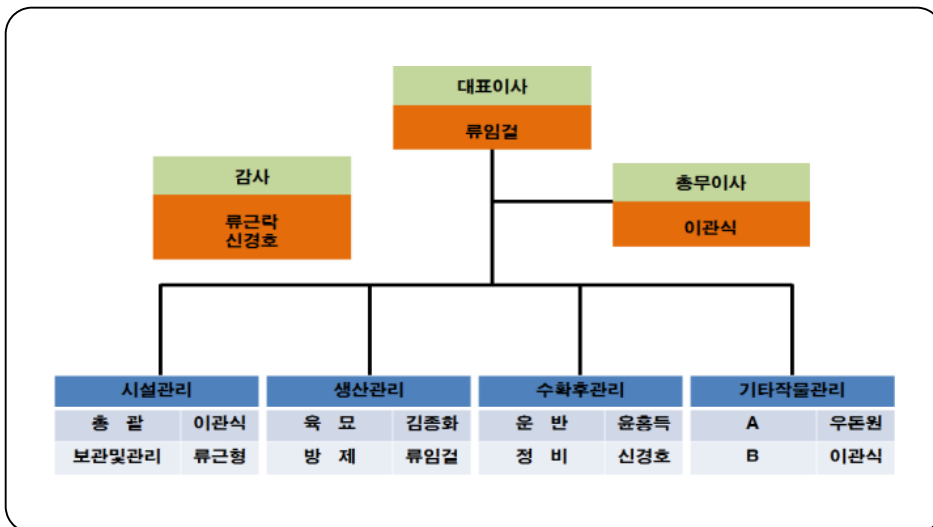 대표이사
류임걸
감사
류근락
신경호
총무이사
이관식
시설관리 생산관리 수확후관리 기타작물관리
총 괄 이관식 육 묘 김종화 운 반 윤홍득 A 우돈원
보관및관리 류근형 방 제 류임걸 정 비 신경호 B 이관식